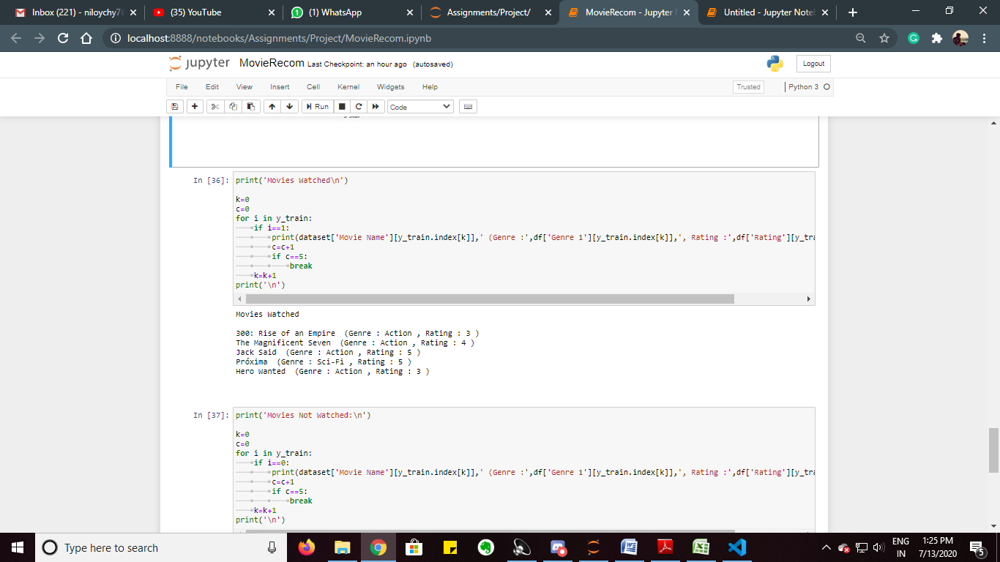 Inbox (221) - niloychy7
(35) YouTube
(1) WhatsApp
Assignments/Project/
MovieRecom - Jupyter
Untitled - Jupyter Note
localhost:8888/notebooks/Assignments/Project/MovieRecom.ipynb
jupyter MovieRecom Last Checkpoint: an hour ago (autosaved)
Logout
File Edit View Insert Cell Kernel Widgets Help
Trusted Python 3
Run Code
In [36]:
print('Movies Watched\n')
k=0
c=0
for i in y_train:
if i==1:
print(dataset['Movie Name'][y_train.index[k]],' (Genre :',df['Genre 1'][y_train.index[k]],', Rating :',df['Rating'][y_tra
c=c+1
if c==5:
break
k=k+1
print('\n')
Movies Watched
300: Rise of an Empire (Genre : Action , Rating : 3 )
The Magnificent Seven (Genre : Action , Rating : 4 )
Jack Said (Genre : Action , Rating : 5 )
Próxima (Genre : Sci-Fi , Rating : 5 )
Hero Wanted (Genre : Action , Rating : 3 )
In [37]:
print('Movies Not Watched:\n')
k=0
c=0
for i in y_train:
if i==0:
print(dataset['Movie Name'][y_train.index[k]],' (Genre :',df['Genre 1'][y_train.index[k]],', Rating :',df['Rating'][y_tra
c=c+1
if c==5:
break
k=k+1
print('\n')
Type here to search
ENG
IN
1:25 PM
7/13/2020
5